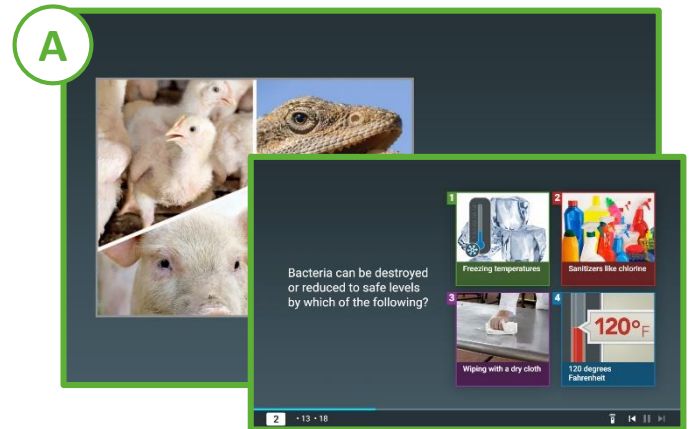 A
Bacteria can be destroyed
or reduced to safe levels
by which of the following?
1
Freezing temperatures
2
Sanitizers like chlorine
3
Wiping with a dry cloth
4
120°F
120 degrees
Fahrenheit
2 • 13 • 18